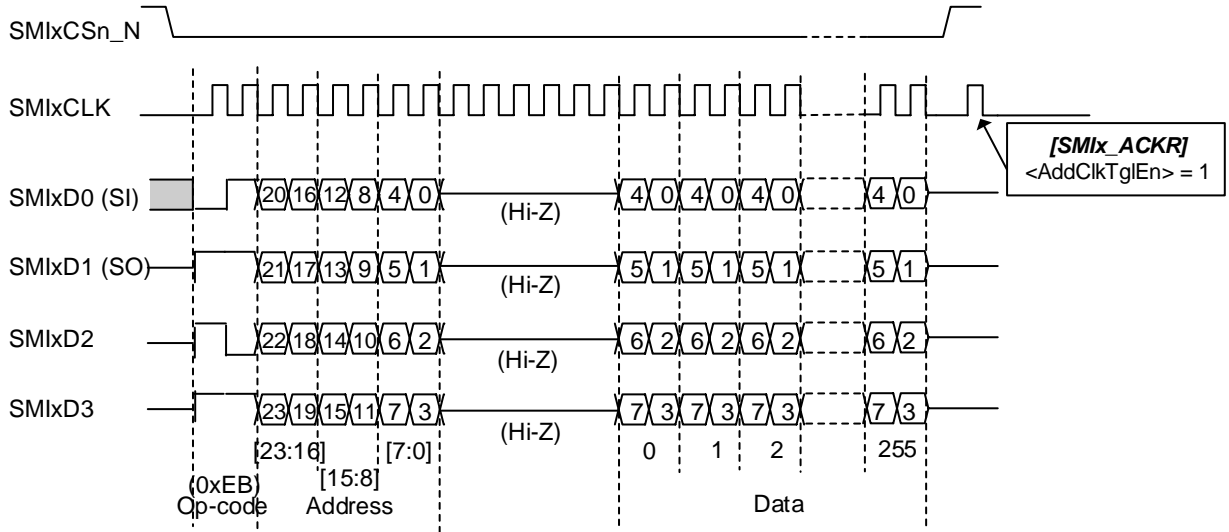 SMIxCSn_N
SMIxCLK
[SMIx_ACKR]
<AddClkTglEn> = 1
SMIxD0 (SI) 20 16 12 8 4 0 (Hi-Z) 4 0 4 0 4 0 4 0
SMIxD1 (SO) 21 17 13 9 5 1 (Hi-Z) 5 1 5 1 5 1 5 1
SMIxD2 22 18 14 10 6 2 (Hi-Z) 6 2 6 2 6 2 6 2
SMIxD3 23 19 15 11 7 3 (Hi-Z) 7 3 7 3 7 3 7 3
[23:16] [7:0] 0 1 2 255
[15:8]
(0xEB)
Op-code Address Data